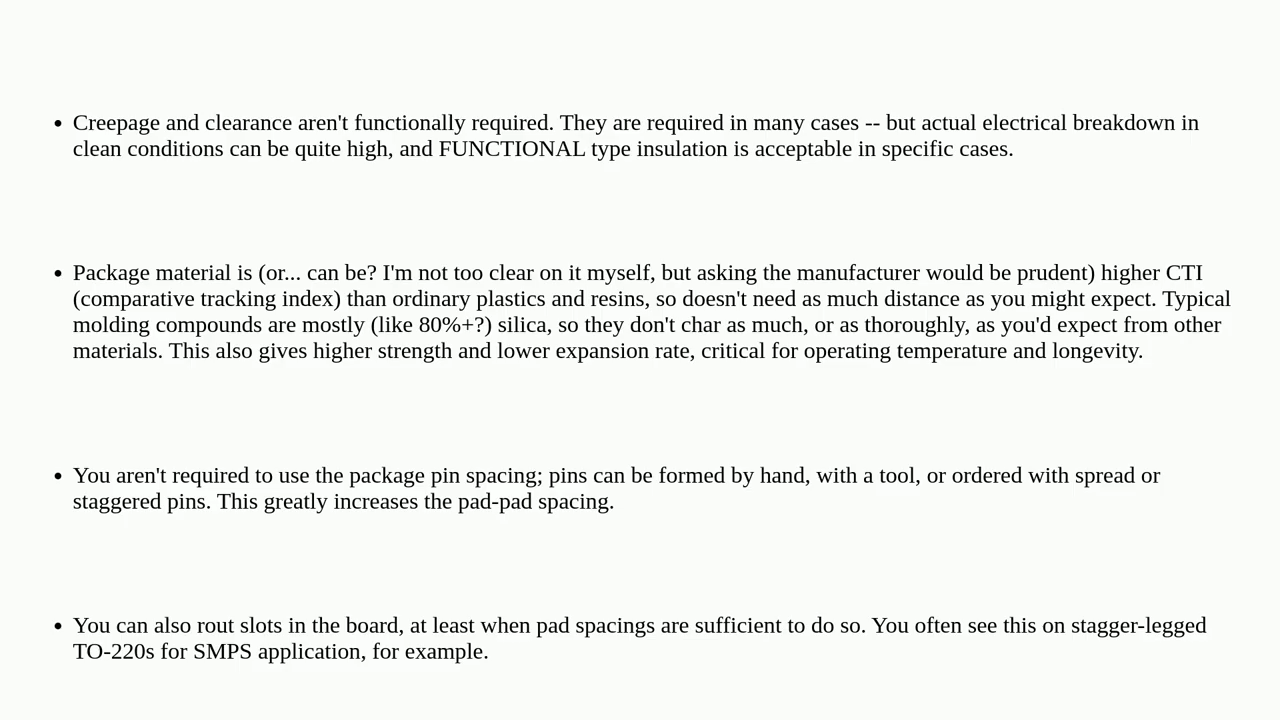 • Creepage and clearance aren't functionally required. They are required in many cases -- but actual electrical breakdown in
clean conditions can be quite high, and FUNCTIONAL type insulation is acceptable in specific cases.
• Package material is (or... can be? I'm not too clear on it myself, but asking the manufacturer would be prudent) higher CTI
(comparative tracking index) than ordinary plastics and resins, so doesn't need as much distance as you might expect. Typical
molding compounds are mostly (like 80%+?) silica, so they don't char as much, or as thoroughly, as you'd expect from other
materials. This also gives higher strength and lower expansion rate, critical for operating temperature and longevity.
• You aren't required to use the package pin spacing; pins can be formed by hand, with a tool, or ordered with spread or
staggered pins. This greatly increases the pad-pad spacing.
• You can also rout slots in the board, at least when pad spacings are sufficient to do so. You often see this on stagger-legged
TO-220s for SMPS application, for example.